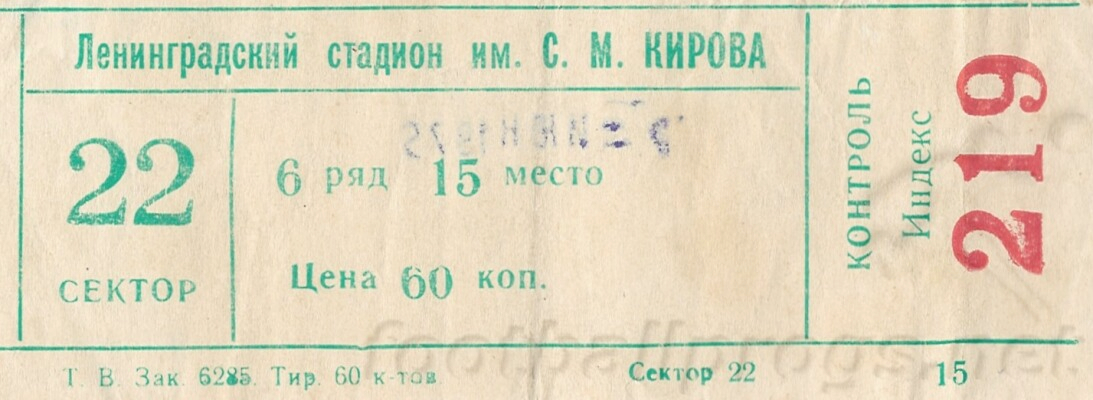 Ленинградский стадион им. С. М. КИРОВА
22
СЕКТОР
6 ряд 15 место
Цена 60 коп.
КОНТРОЛЬ
Индекс
219
Т. В. Зак. 6285. Тир. 60 к-тов.
Сектор 22
15